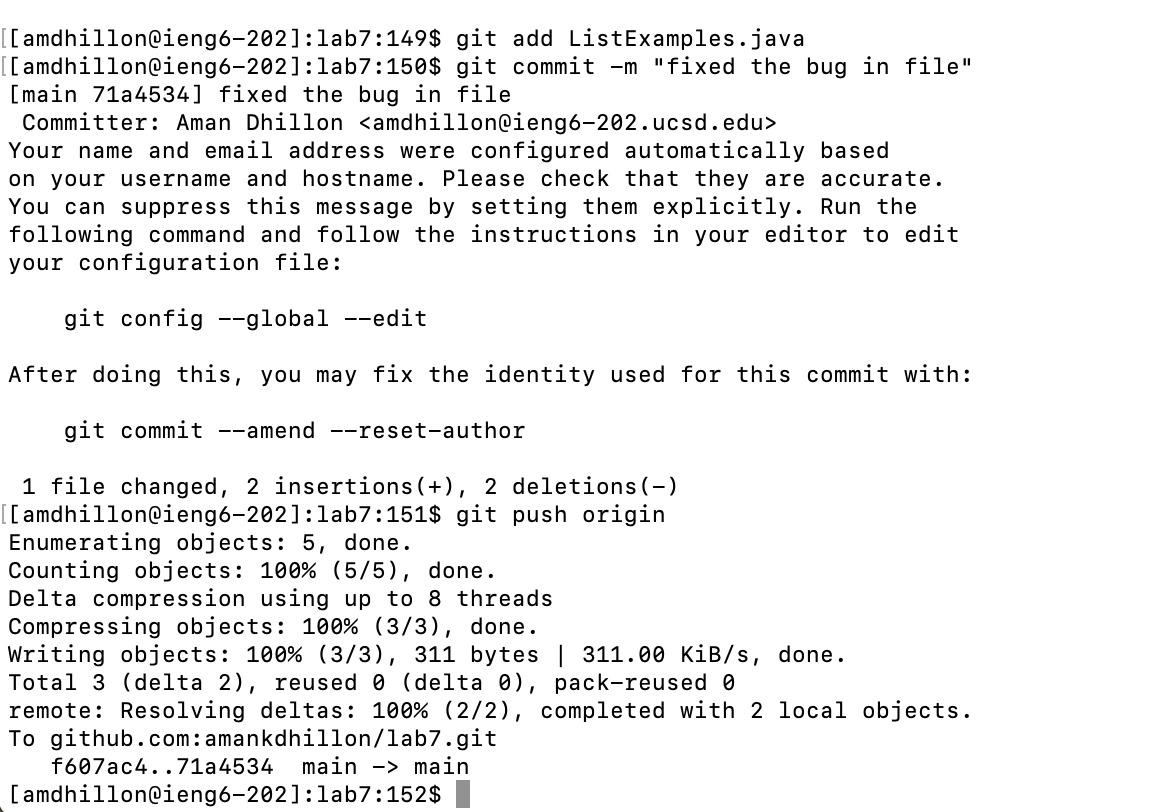 [[amdhillon@ieng6-202]:lab7:149$ git add ListExamples.java
[[amdhillon@ieng6-202]:lab7:150$ git commit -m "fixed the bug in file"
[main 71a4534] fixed the bug in file
 Committer: Aman Dhillon <amdhillon@ieng6-202.ucsd.edu>
Your name and email address were configured automatically based
on your username and hostname. Please check that they are accurate.
You can suppress this message by setting them explicitly. Run the
following command and follow the instructions in your editor to edit
your configuration file:

    git config --global --edit

After doing this, you may fix the identity used for this commit with:

    git commit --amend --reset-author

 1 file changed, 2 insertions(+), 2 deletions(-)
[[amdhillon@ieng6-202]:lab7:151$ git push origin
Enumerating objects: 5, done.
Counting objects: 100% (5/5), done.
Delta compression using up to 8 threads
Compressing objects: 100% (3/3), done.
Writing objects: 100% (3/3), 311 bytes | 311.00 KiB/s, done.
Total 3 (delta 2), reused 0 (delta 0), pack-reused 0
remote: Resolving deltas: 100% (2/2), completed with 2 local objects.
To github.com:amankdhillon/lab7.git
   f607ac4..71a4534  main -> main
[amdhillon@ieng6-202]:lab7:152$